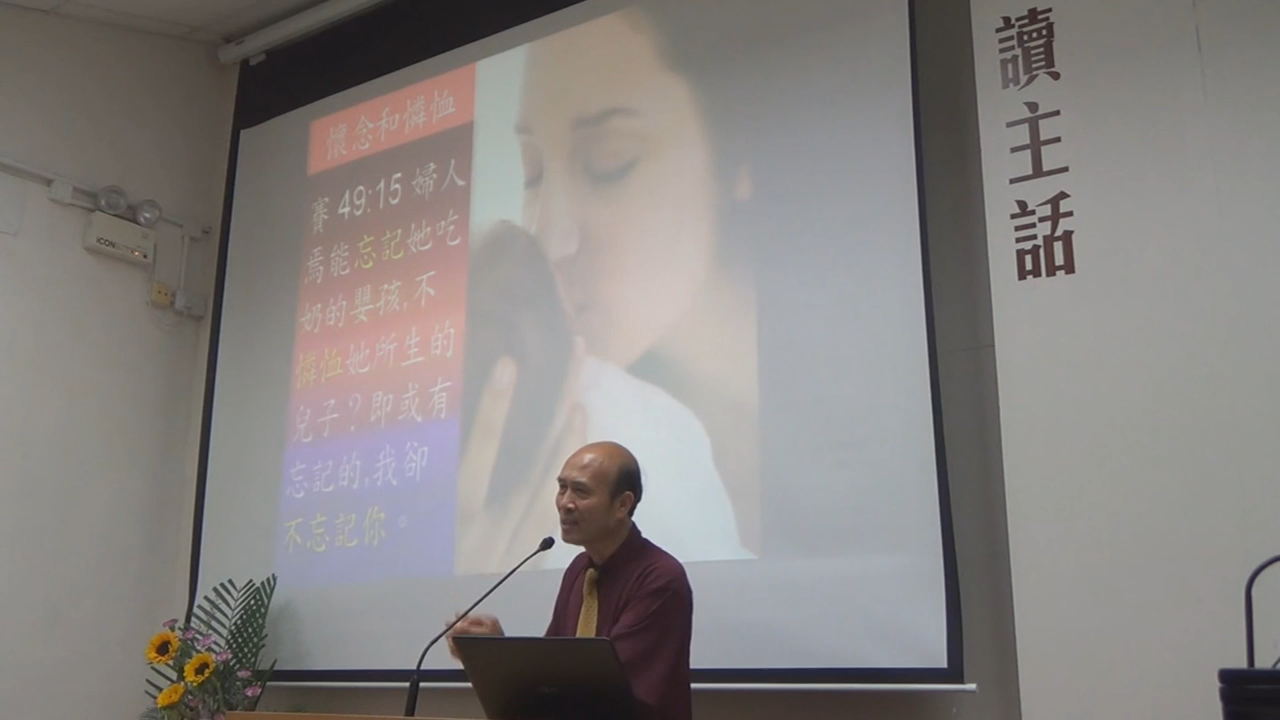 懷念和憐恤
賽 49:15 婦人
焉能忘記她吃
奶的嬰孩,不
憐恤她所生的
兒子？即或有
忘記的,我卻
不忘記你。
讀主話
iCON